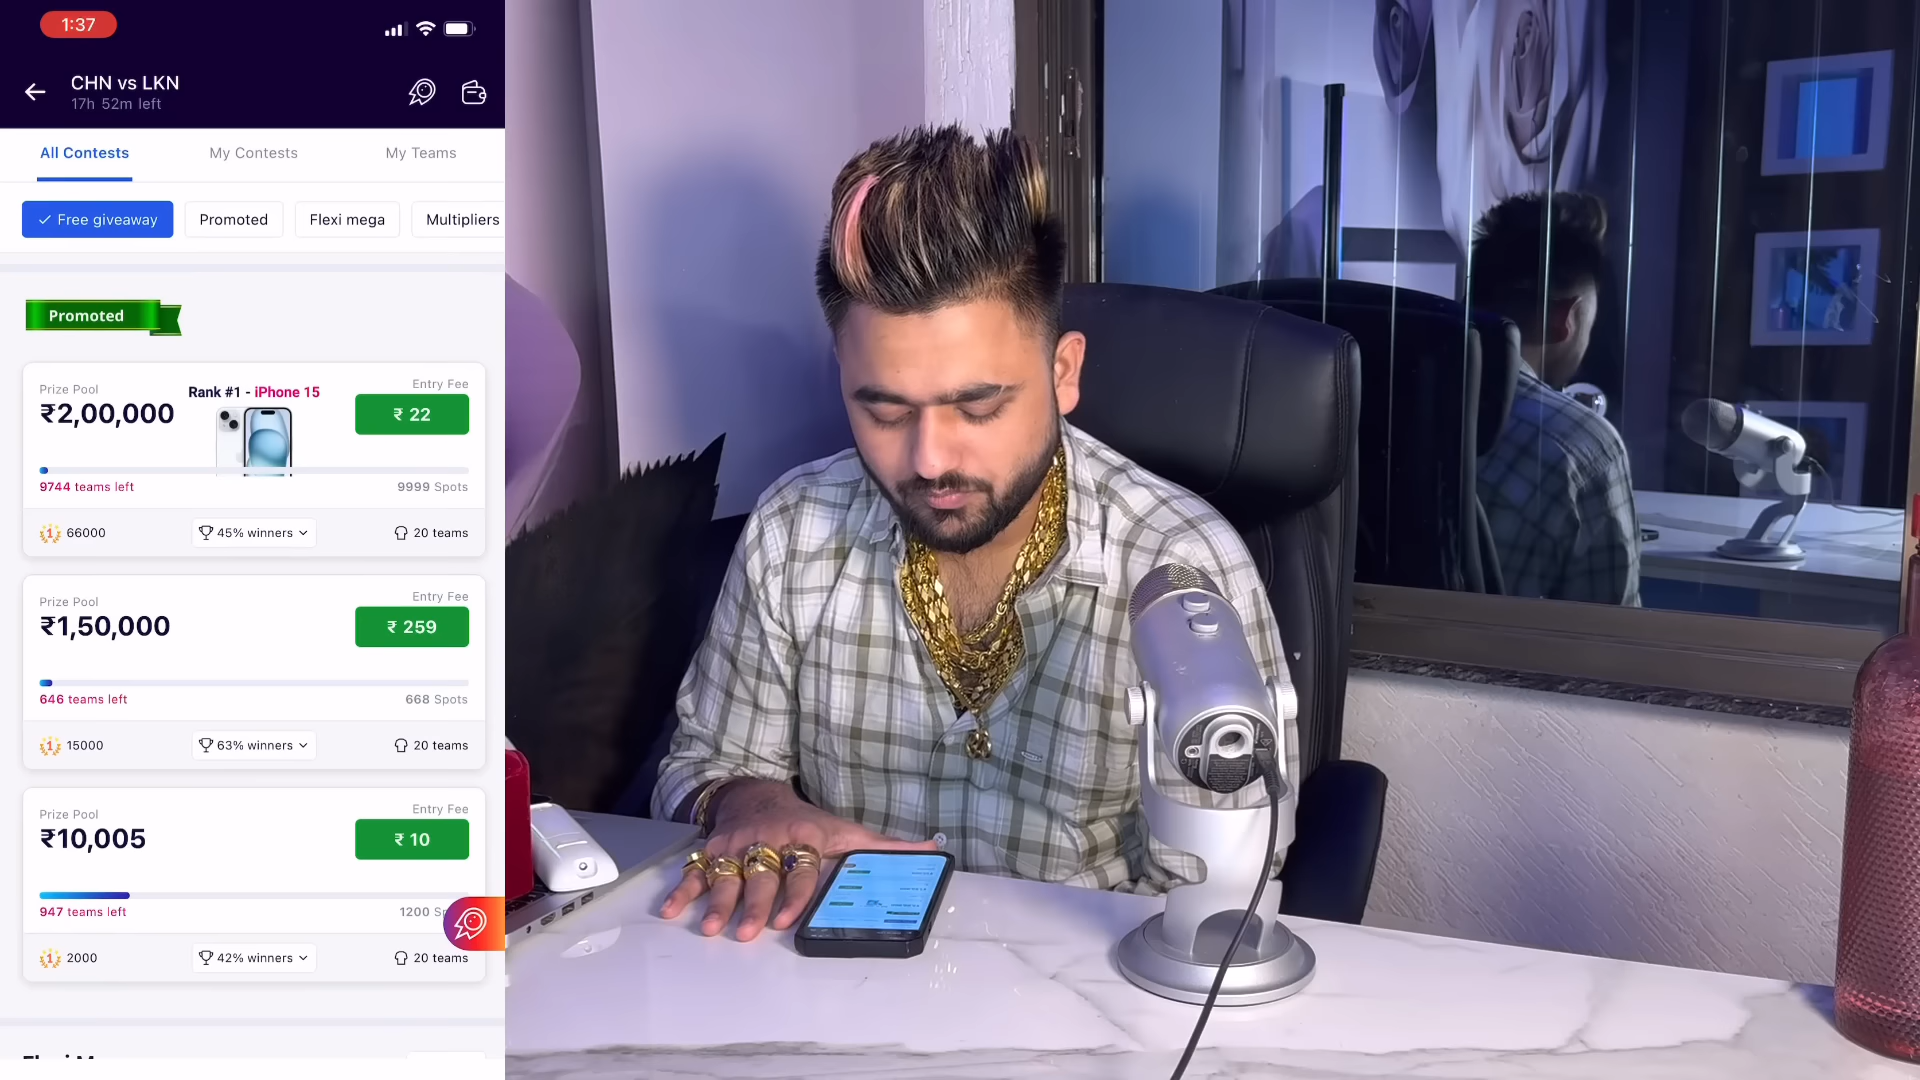 1:37
CHN vs LKN
17h 52m left
All Contests
My Contests
My Teams
Free giveaway
Promoted
Flexi mega
Multipliers
Promoted
Prize Pool
Rank #1 - iPhone 15
Entry Fee
₹2,00,000
₹ 22
9744 teams left
9999 Spots
1
66000
45% winners
20 teams
Prize Pool
Entry Fee
₹1,50,000
₹ 259
646 teams left
668 Spots
1
15000
63% winners
20 teams
Prize Pool
Entry Fee
₹10,005
₹ 10
947 teams left
1200
1
2000
42% winners
20 teams